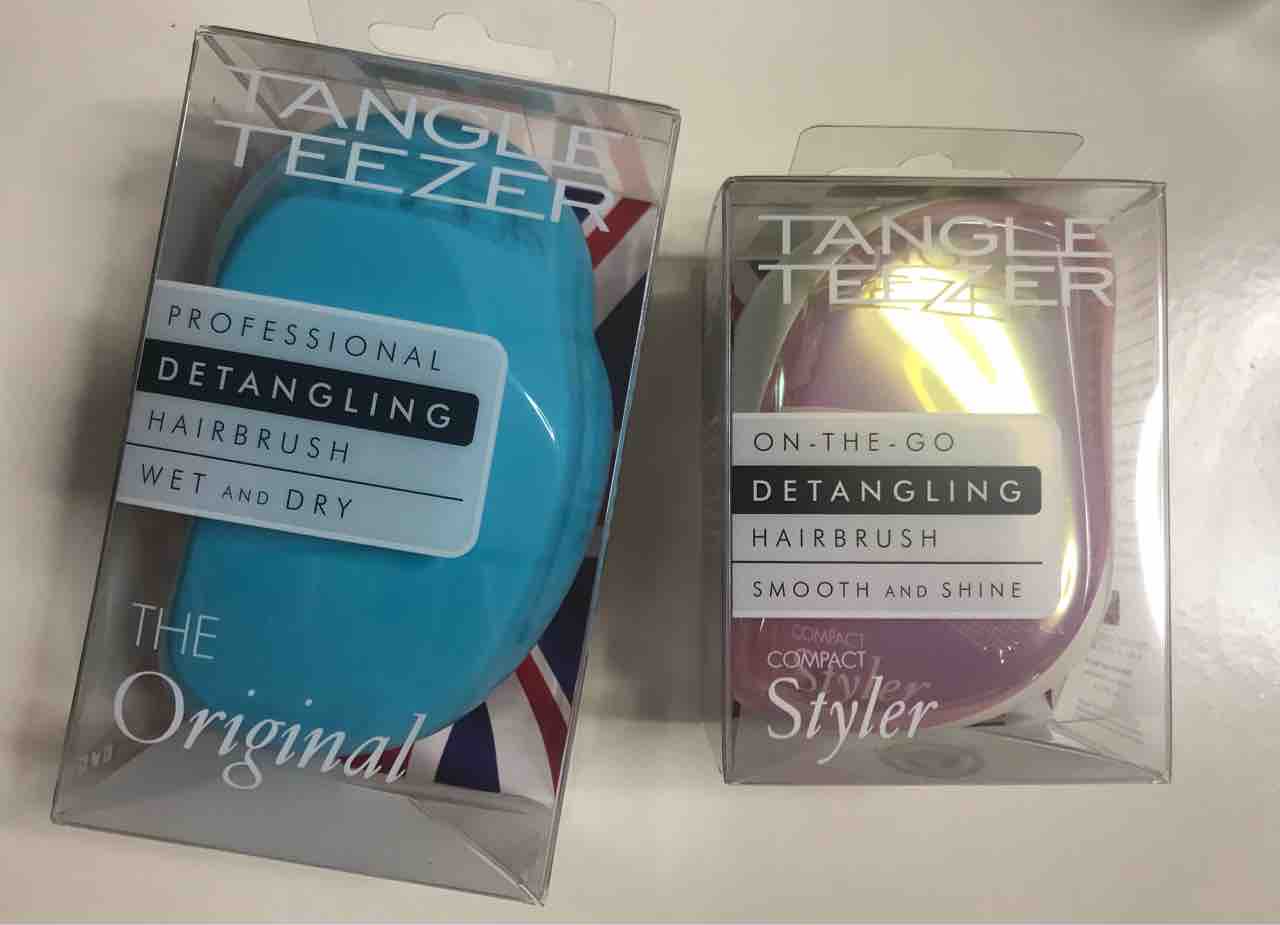 TANGLE
TEEZER
PROFESSIONAL
DETANGLING
HAIRBRUSH
WET AND DRY
THE
Original
TANGLE
TEEZER
ON-THE-GO
DETANGLING
HAIRBRUSH
SMOOTH AND SHINE
COMPACT
Styler